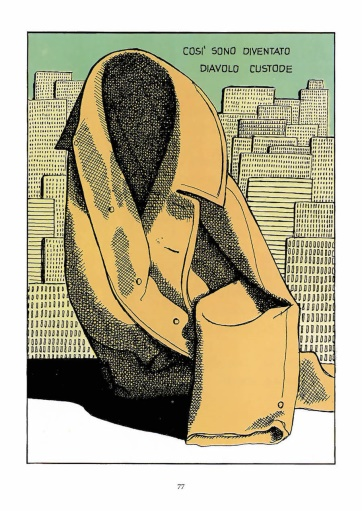 COSI' SONO DIVENTATO
DIAVOLO CUSTODE
77